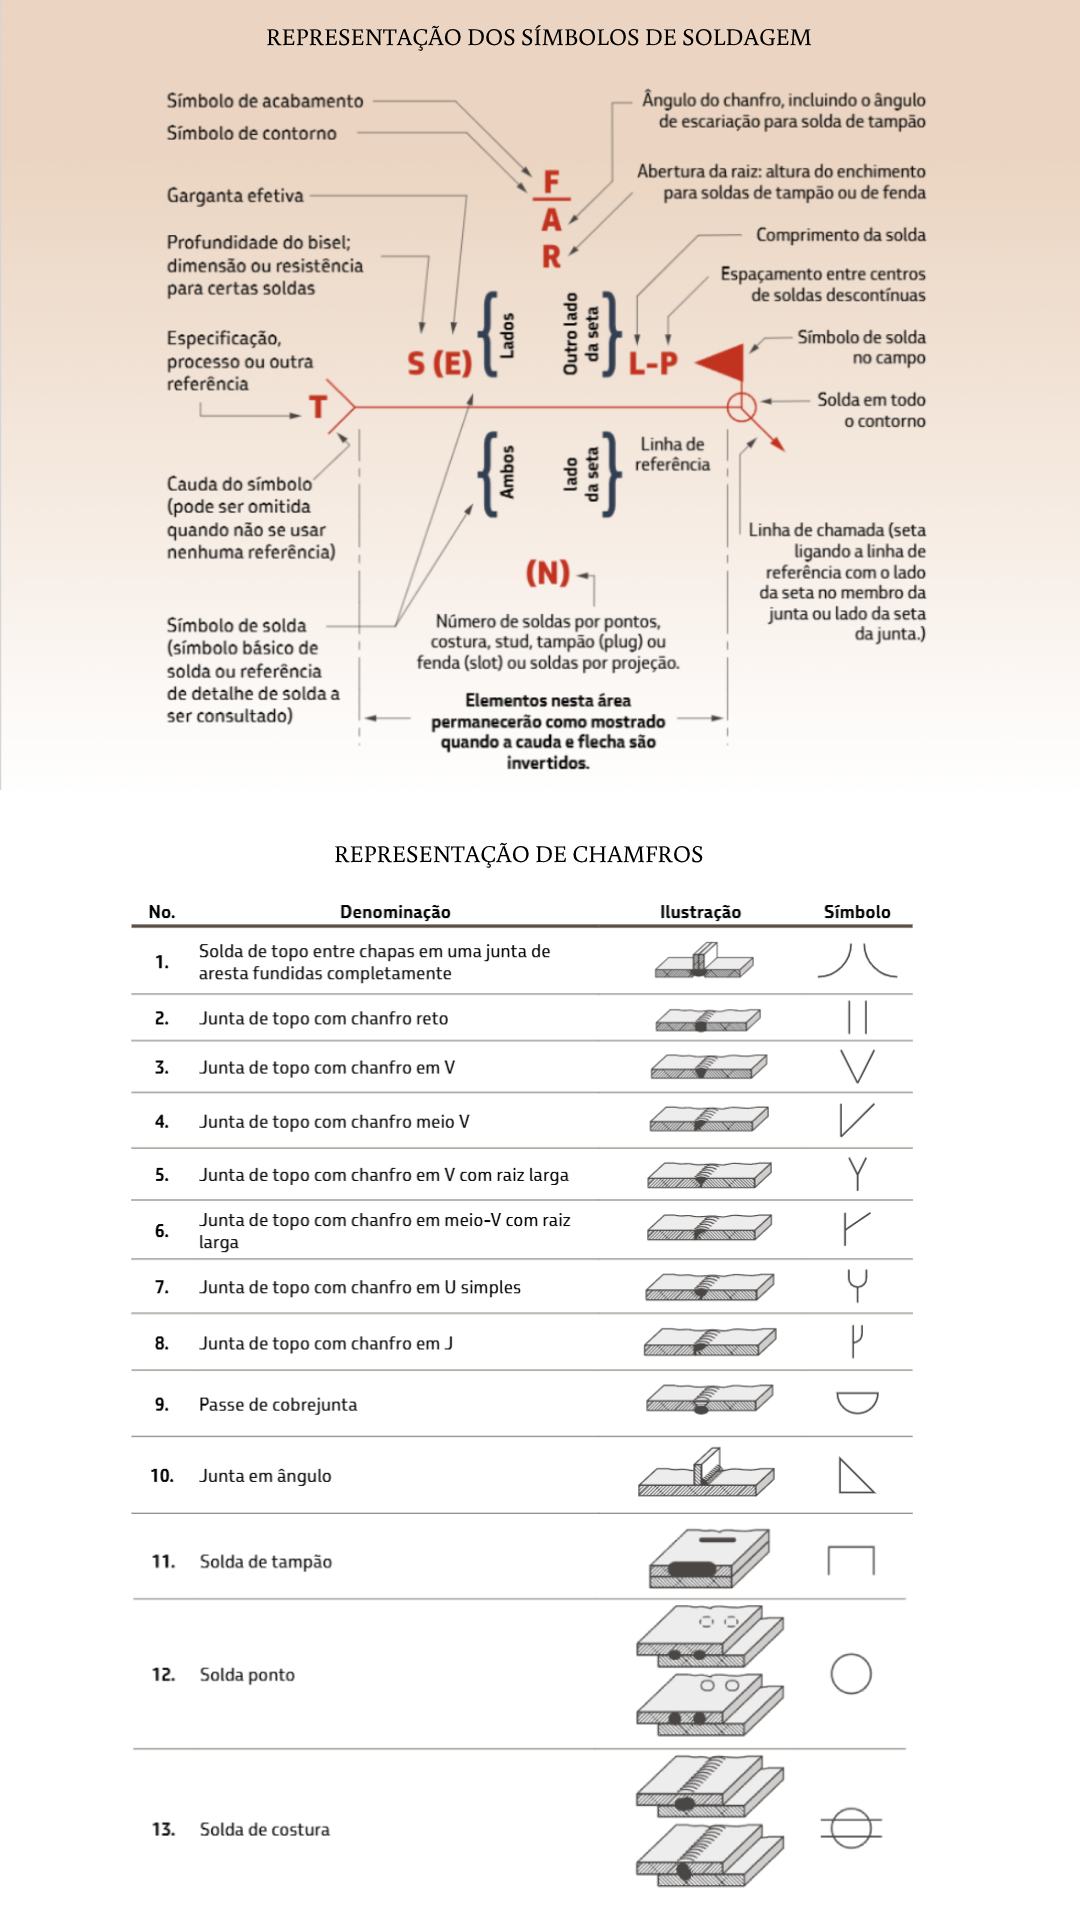 REPRESENTAÇÃO DOS SÍMBOLOS DE SOLDAGEM
Símbolo de acabamento
Símbolo de contorno
Garganta efetiva
Profundidade do bisel;
dimensão ou resistência
para certas soldas
Especificação,
processo ou outra
referência
Cauda do símbolo
(pode ser omitida
quando não se usar
nenhuma referência)
Símbolo de solda
(símbolo básico de
solda ou referência
de detalhe de solda a
ser consultado)
F
A
R
S (E)
Lados
Outro lado
da seta
L-P
T
Ambos
lado
da seta
(N)
Número de soldas por pontos,
costura, stud, tampão (plug) ou
fenda (slot) ou soldas por projeção.
Elementos nesta área
permanecerão como mostrado
quando a cauda e flecha são
invertidos.
Ângulo do chanfro, incluindo o ângulo
de escariação para solda de tampão
Abertura da raiz: altura do enchimento
para soldas de tampão ou de fenda
Comprimento da solda
Espaçamento entre centros
de soldas descontínuas
Símbolo de solda
no campo
Solda em todo
o contorno
Linha de
referência
Linha de chamada (seta
ligando a linha de
referência com o lado
da seta no membro da
junta ou lado da seta
da junta.)
REPRESENTAÇÃO DE CHAMFROS
No. Denominação Ilustração Símbolo
1. Solda de topo entre chapas em uma junta de
aresta fundidas completamente
2. Junta de topo com chanfro reto
3. Junta de topo com chanfro em V
4. Junta de topo com chanfro meio V
5. Junta de topo com chanfro em V com raiz larga
6. Junta de topo com chanfro em meio-V com raiz
larga
7. Junta de topo com chanfro em U simples
8. Junta de topo com chanfro em J
9. Passe de cobrejunta
10. Junta em ângulo
11. Solda de tampão
12. Solda ponto
13. Solda de costura